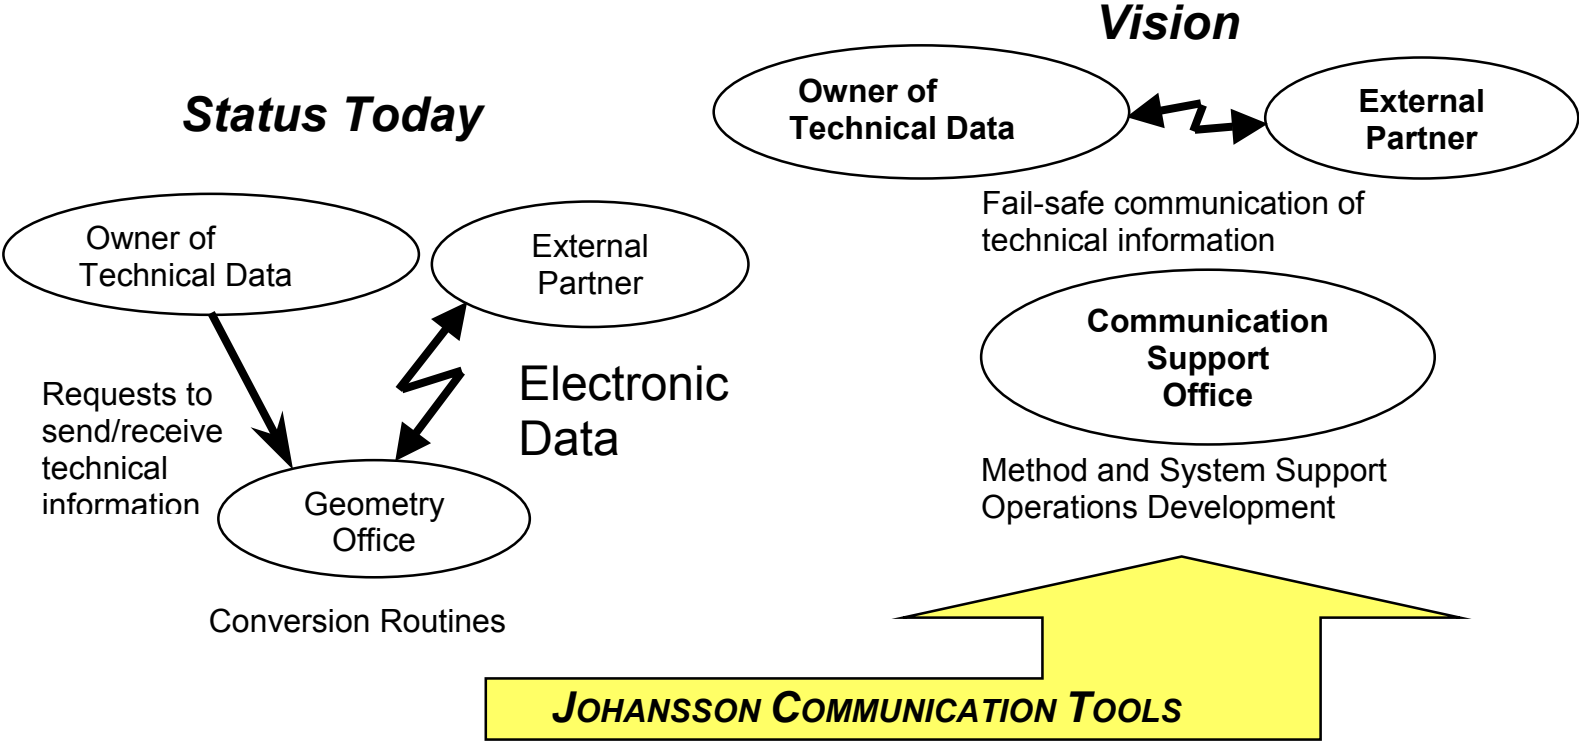 Status Today
Owner of
Technical Data
External
Partner
Requests to
send/receive
technical
information
Electronic
Data
Geometry
Office
Conversion Routines
Vision
Owner of
Technical Data
External
Partner
Fail-safe communication of
technical information
Communication
Support
Office
Method and System Support
Operations Development
JOHANSSON COMMUNICATION TOOLS